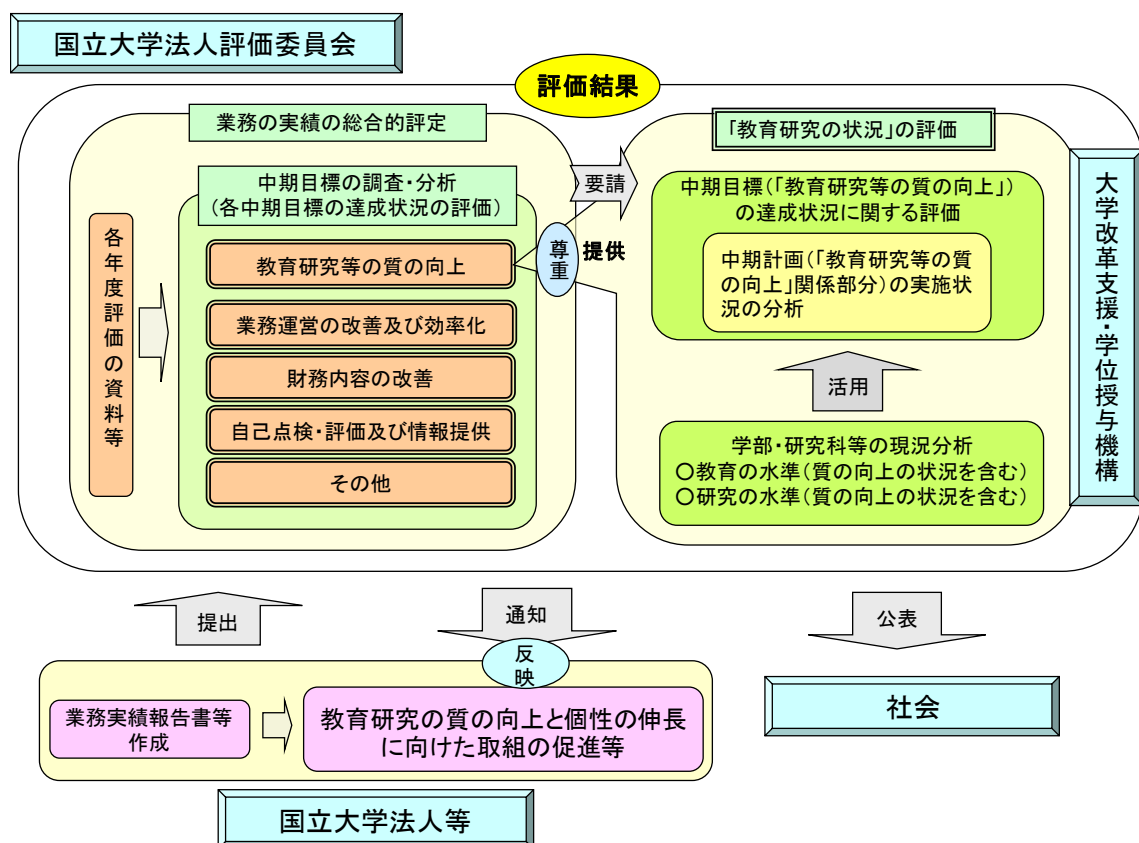 国立大学法人評価委員会
評価結果
業務の実績の総合的評定
中期目標の調査・分析
(各中期目標の達成状況の評価)
各年度評価の資料等
教育研究等の質の向上
業務運営の改善及び効率化
財務内容の改善
自己点検・評価及び情報提供
その他
要請
尊重
提供
「教育研究の状況」の評価
中期目標(「教育研究等の質の向上」)
の達成状況に関する評価
中期計画(「教育研究等の質
の向上」関係部分)の実施状
況の分析
活用
学部・研究科等の現況分析
〇教育の水準(質の向上の状況を含む)
〇研究の水準(質の向上の状況を含む)
大学改革支援・学位授与機構
提出
通知
公表
反映
業務実績報告書等
作成
教育研究の質の向上と個性の伸長
に向けた取組の促進等
社会
国立大学法人等